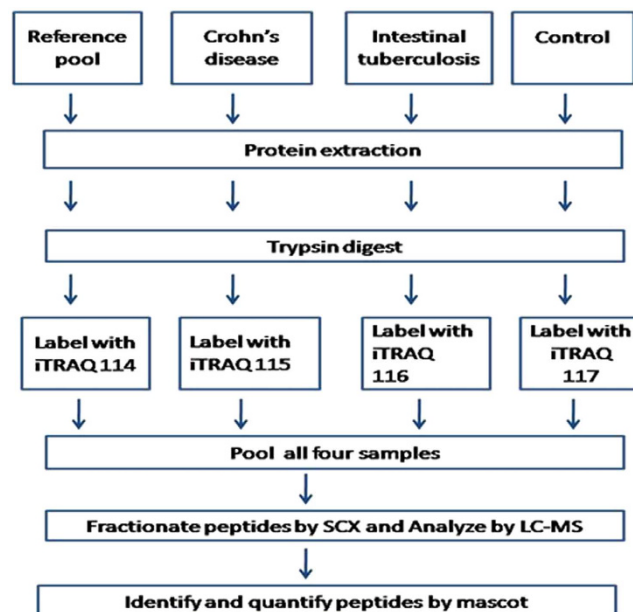 Reference
pool
Crohn's
disease
Intestinal
tuberculosis
Control
Protein extraction
Trypsin digest
Label with
iTRAQ 114
Label with
iTRAQ 115
Label with
iTRAQ
116
Label with
iTRAQ
117
Pool all four samples
Fractionate peptides by SCX and Analyze by LC-MS
Identify and quantify peptides by mascot